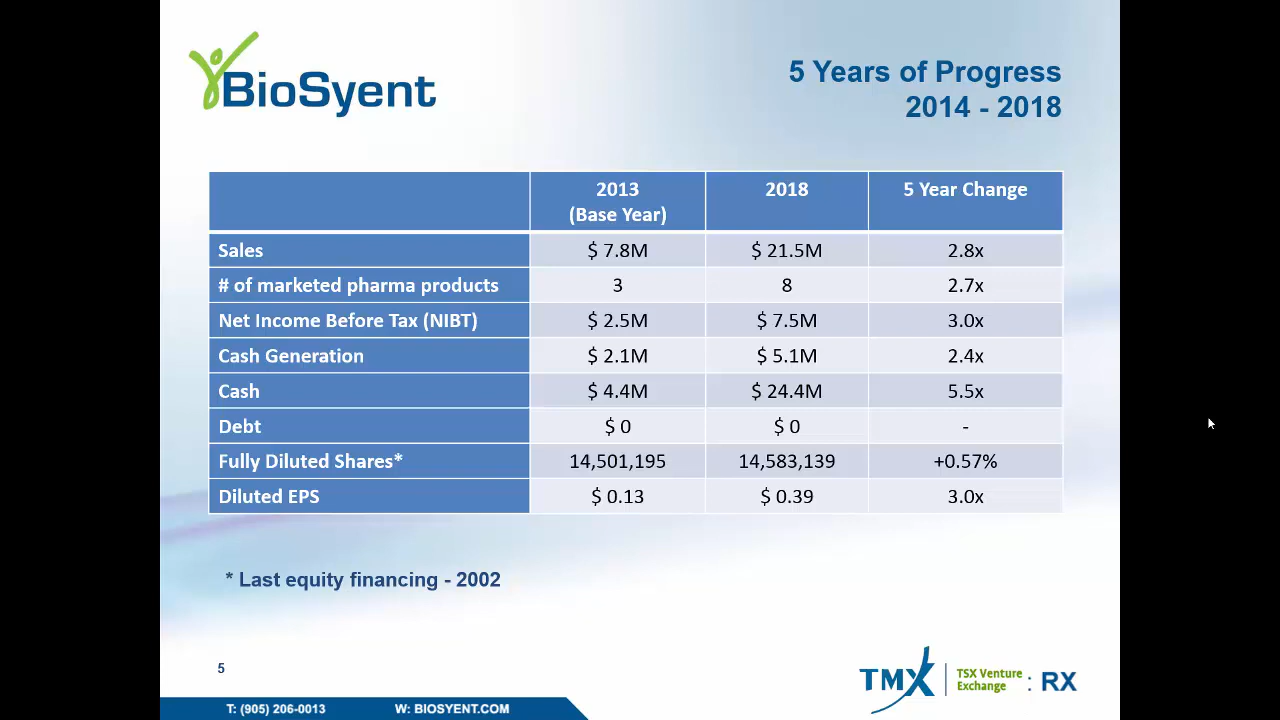 BioSyent
5 Years of Progress
2014 - 2018
2013 2018 5 Year Change
(Base Year)
Sales $ 7.8M $ 21.5M 2.8x
# of marketed pharma products 3 8 2.7x
Net Income Before Tax (NIBT) $ 2.5M $ 7.5M 3.0x
Cash Generation $ 2.1M $ 5.1M 2.4x
Cash $ 4.4M $ 24.4M 5.5x
Debt $ 0 $ 0 -
Fully Diluted Shares* 14,501,195 14,583,139 +0.57%
Diluted EPS $ 0.13 $ 0.39 3.0x
* Last equity financing - 2002
5
TMX TSX Venture
Exchange : RX
T: (905) 206-0013 W: BIOSYENT.COM